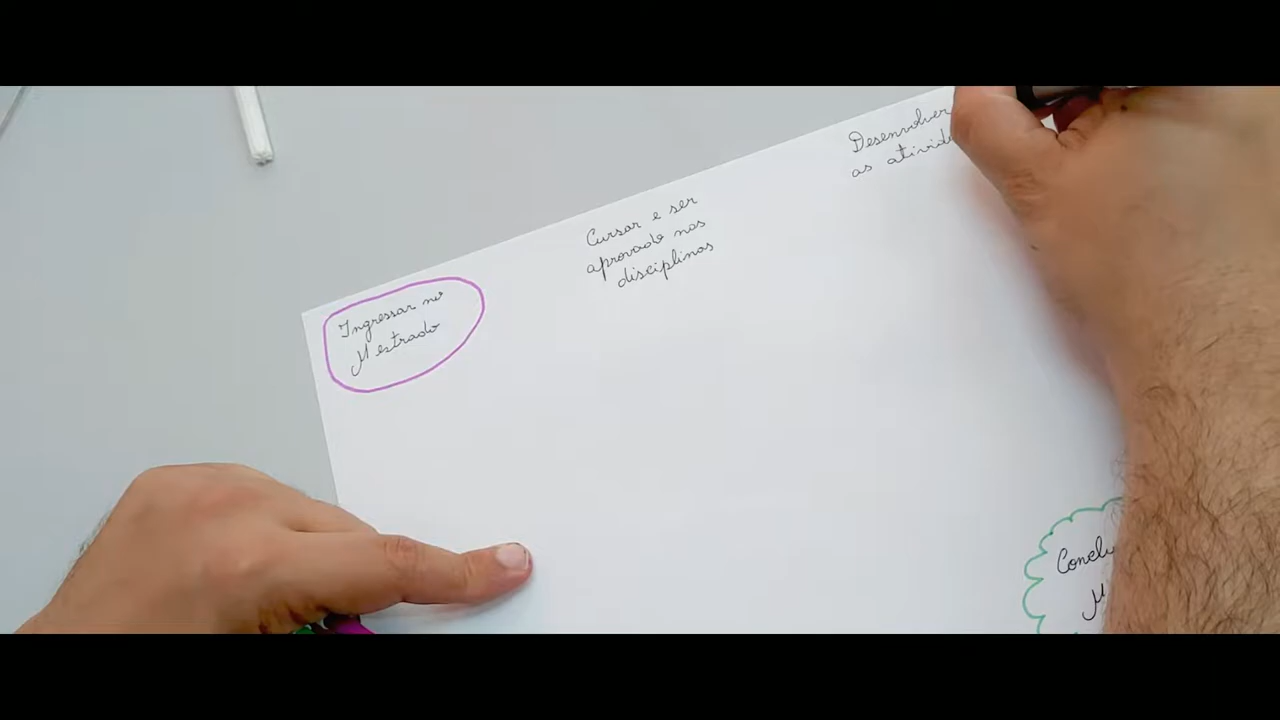 Ingressar no
Mestrado
Cursar e ser
aprovado nas
disciplinas
Desenvolver
as